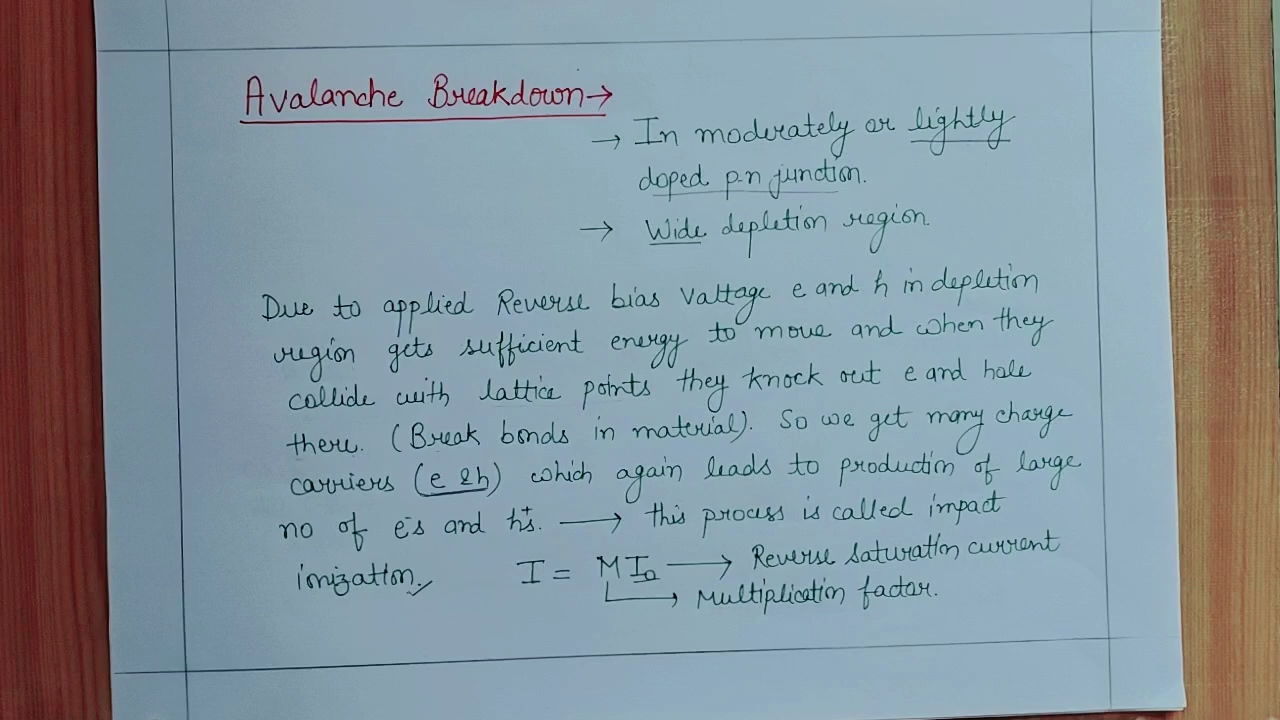 Avalanche Breakdown→
→ In moderately or lightly
doped p-n junction.
→ Wide depletion region
Due to applied Reverse bias Valtage e and h in depletion
region gets sufficient energy to move and when they
collide with lattice points they knock out e and hole
there. (Break bonds in material). So we get many charge
carriers (e & h) which again leads to production of large
no of e⁻s and h⁺s. → this process is called impact
ionization. I = MI₀ → Reverse saturation current
→ Multiplication factor.